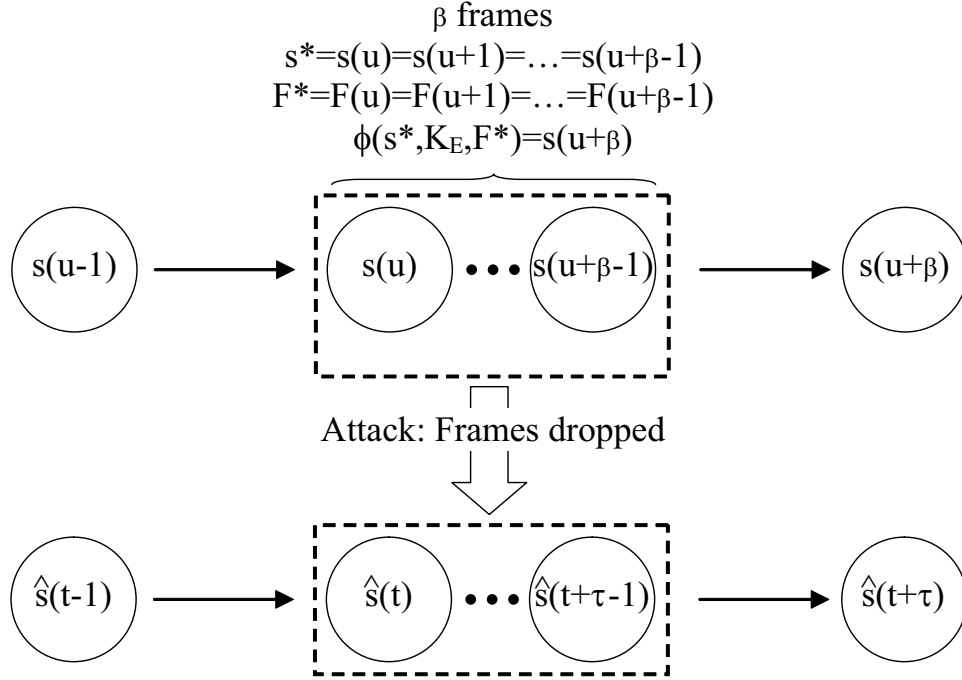 β frames
s*=s(u)=s(u+1)=…=s(u+β-1)
F*=F(u)=F(u+1)=…=F(u+β-1)
ϕ(s*,K_E,F*)=s(u+β)
s(u-1) s(u) ••• s(u+β-1) s(u+β)
Attack: Frames dropped
ŝ(t-1) ŝ(t) ••• ŝ(t+τ-1) ŝ(t+τ)